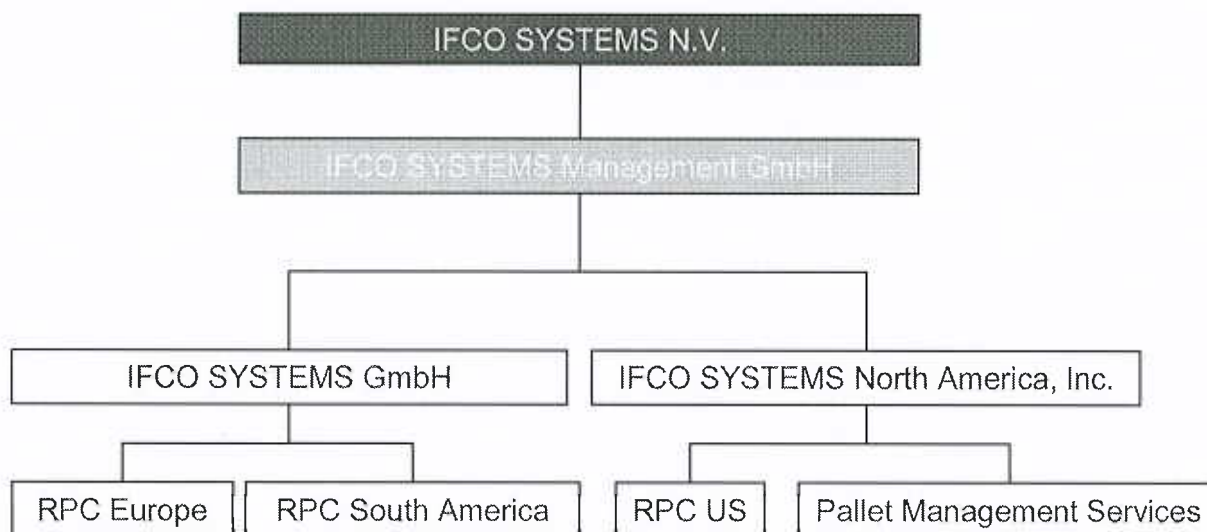 IFCO SYSTEMS N.V.
IFCO SYSTEMS Management GmbH
IFCO SYSTEMS GmbH
IFCO SYSTEMS North America, Inc.
RPC Europe
RPC South America
RPC US
Pallet Management Services